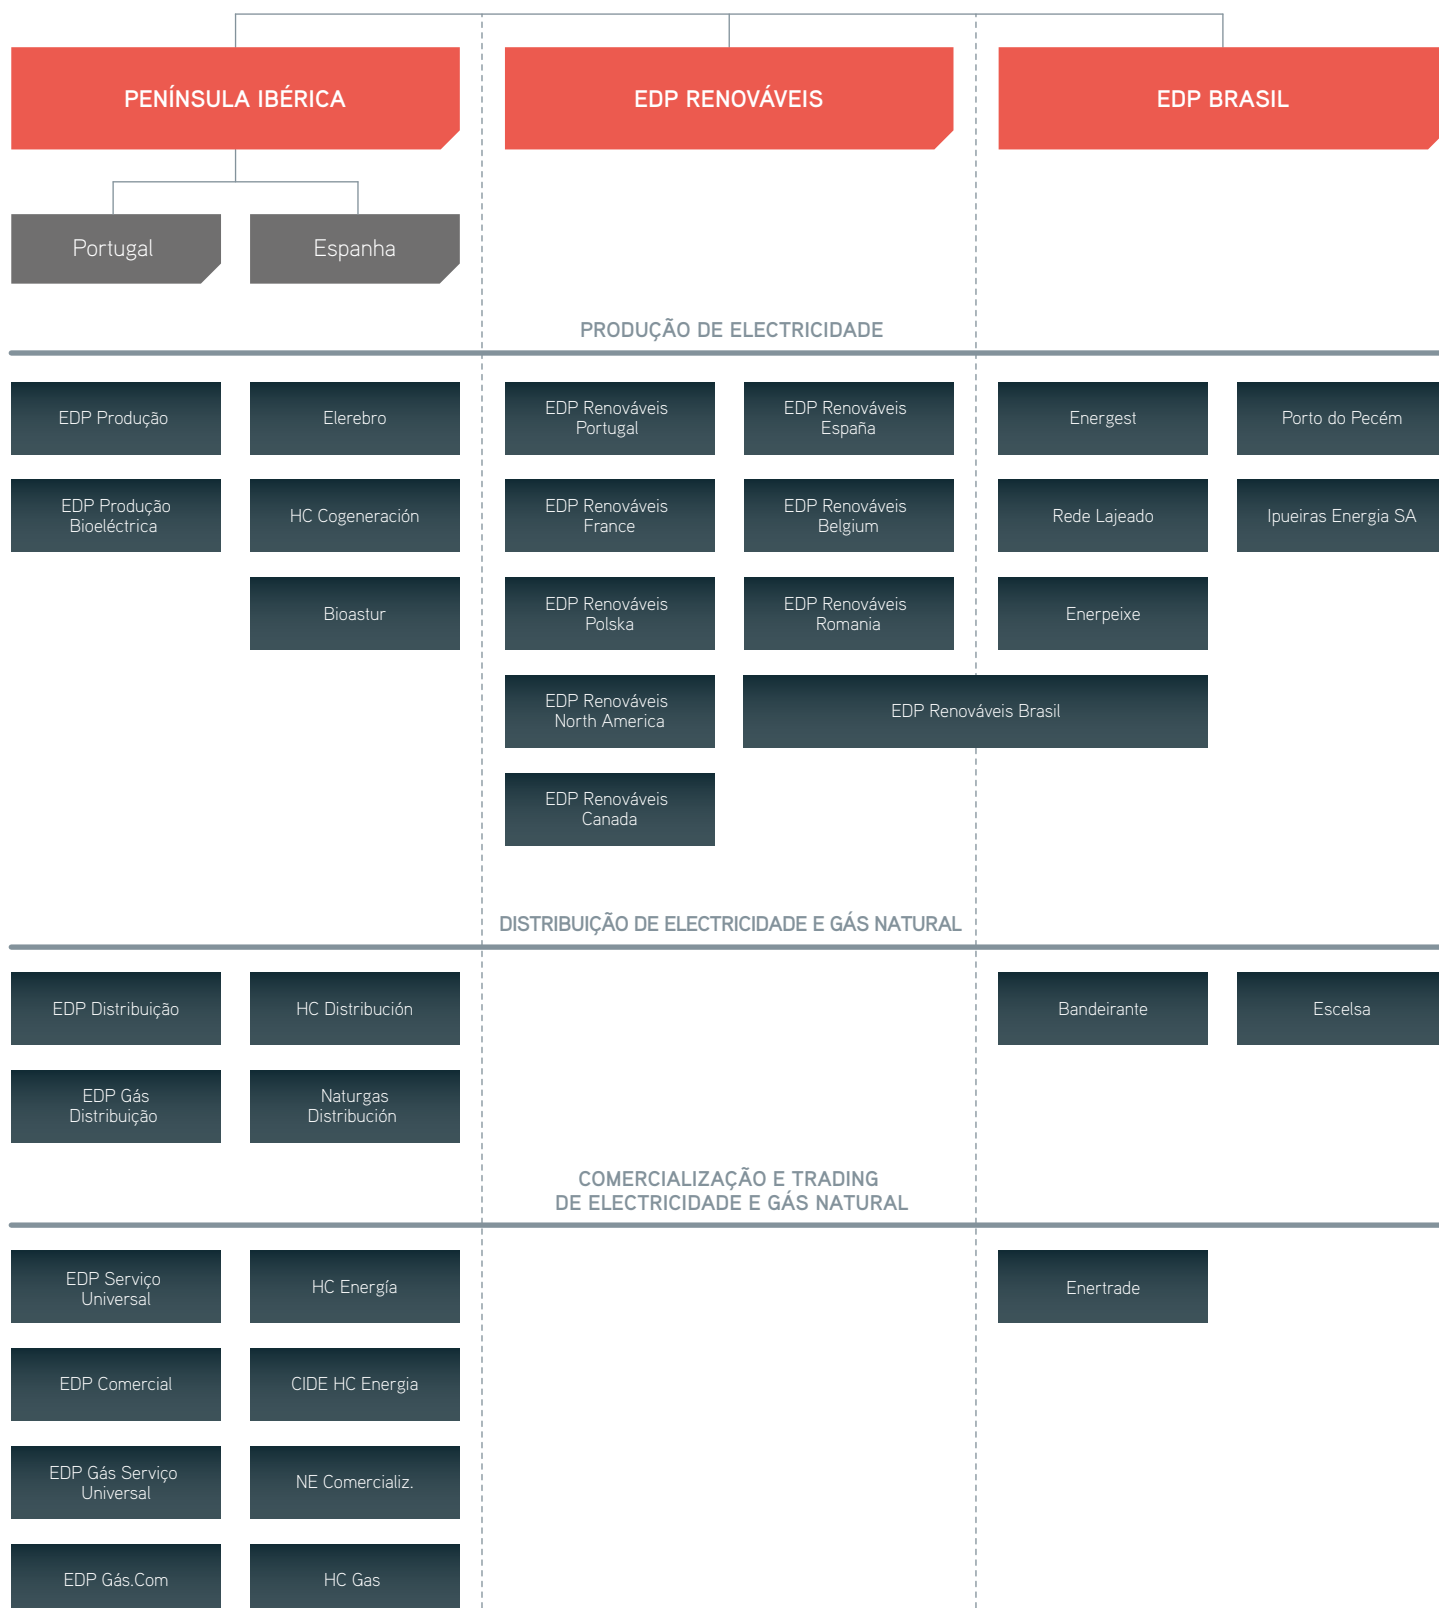 PENÍNSULA IBÉRICA
EDP RENOVÁVEIS
EDP BRASIL
Portugal
Espanha
PRODUÇÃO DE ELECTRICIDADE
EDP Produção
Elerebro
EDP Renováveis
Portugal
EDP Renováveis
España
Energest
Porto do Pecém
EDP Produção
Bioeléctrica
HC Cogeneración
EDP Renováveis
France
EDP Renováveis
Belgium
Rede Lajeado
Ipueiras Energia SA
Bioastur
EDP Renováveis
Polska
EDP Renováveis
Romania
Enerpeixe
EDP Renováveis
North America
EDP Renováveis Brasil
EDP Renováveis
Canada
DISTRIBUIÇÃO DE ELECTRICIDADE E GÁS NATURAL
EDP Distribuição
HC Distribución
Bandeirante
Escelsa
EDP Gás
Distribuição
Naturgas
Distribución
COMERCIALIZAÇÃO E TRADING
DE ELECTRICIDADE E GÁS NATURAL
EDP Serviço
Universal
HC Energía
Enertrade
EDP Comercial
CIDE HC Energia
EDP Gás Serviço
Universal
NE Comercializ.
EDP Gás.Com
HC Gas